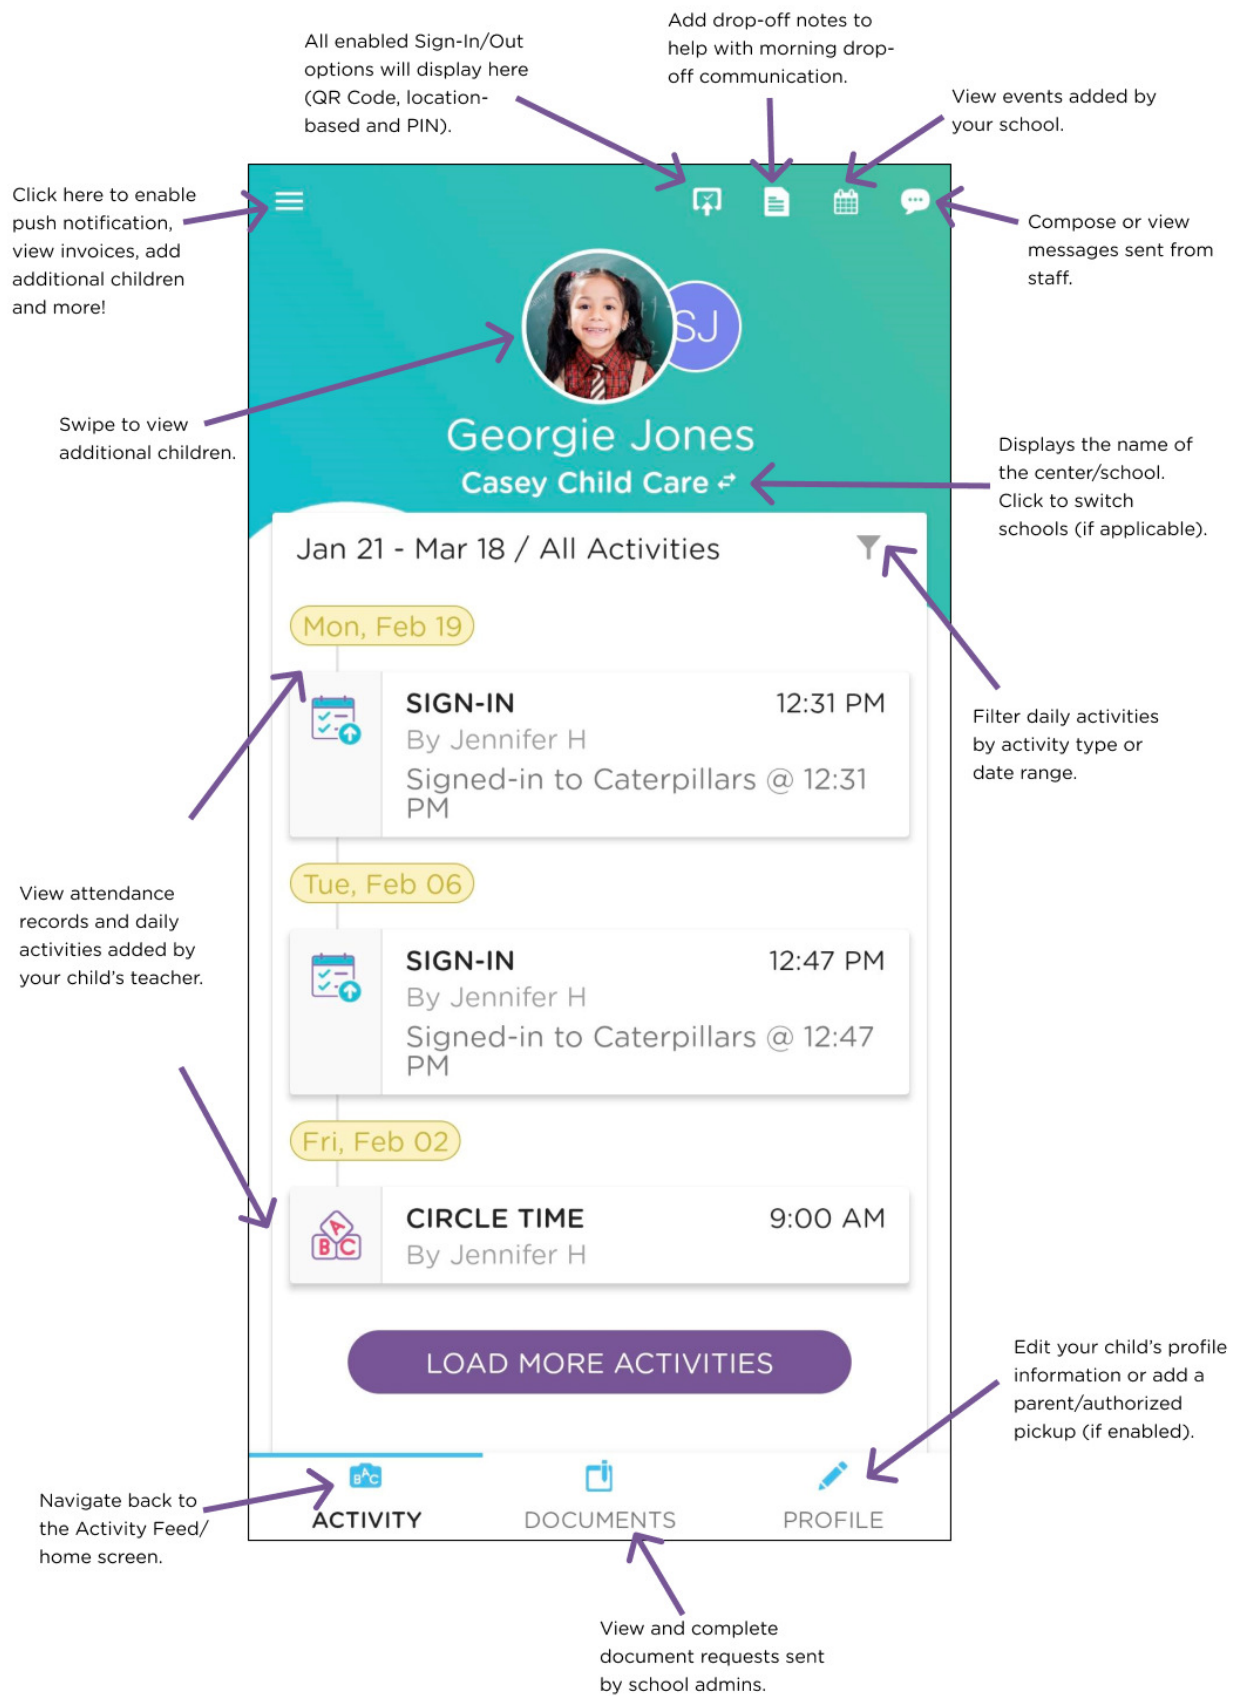 All enabled Sign-In/Out
options will display here
(QR Code, location-
based and PIN).
Add drop-off notes to
help with morning drop-
off communication.
View events added by
your school.
Click here to enable
push notification,
view invoices, add
additional children
and more!
Compose or view
messages sent from
staff.
SJ
Swipe to view
additional children.
Georgie Jones
Casey Child Care
Displays the name of
the center/school.
Click to switch
schools (if applicable).
Jan 21 - Mar 18 / All Activities
Mon, Feb 19
SIGN-IN 12:31 PM
By Jennifer H
Signed-in to Caterpillars @ 12:31
PM
Filter daily activities
by activity type or
date range.
Tue, Feb 06
View attendance
records and daily
activities added by
your child's teacher.
SIGN-IN 12:47 PM
By Jennifer H
Signed-in to Caterpillars @ 12:47
PM
Fri, Feb 02
A
B C
CIRCLE TIME 9:00 AM
By Jennifer H
LOAD MORE ACTIVITIES
Edit your child's profile
information or add a
parent/authorized
pickup (if enabled).
Navigate back to
the Activity Feed/
home screen.
BAC
ACTIVITY DOCUMENTS PROFILE
View and complete
document requests sent
by school admins.